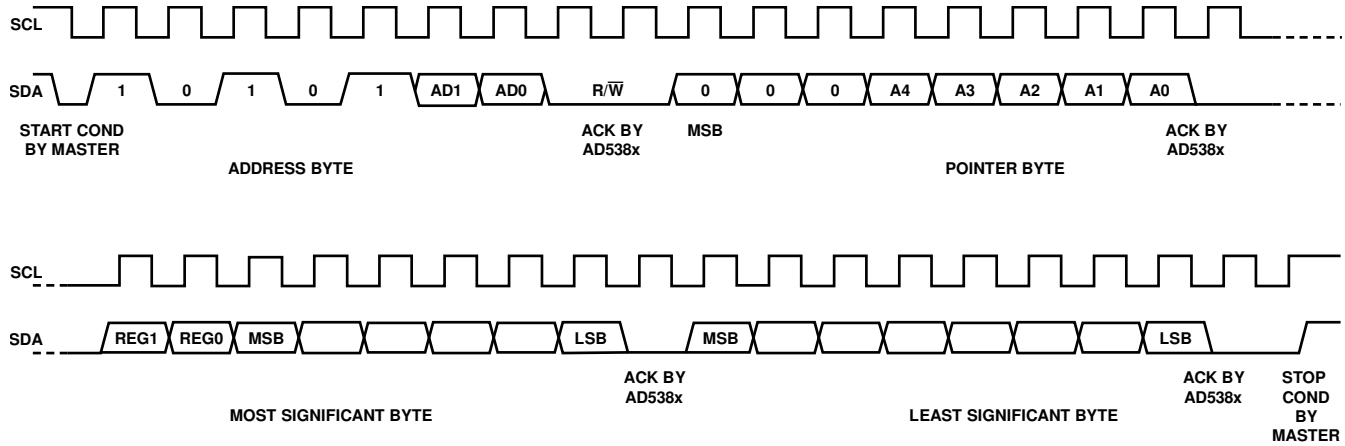 SCL
SDA 1 0 1 0 1 AD1 AD0 R/W̅ 0 0 0 A4 A3 A2 A1 A0
START COND
BY MASTER
ACK BY
AD538x
MSB
ACK BY
AD538x
ADDRESS BYTE
POINTER BYTE
SCL
SDA REG1 REG0 MSB LSB MSB LSB
ACK BY
AD538x
ACK BY
AD538x
STOP
COND
BY
MASTER
MOST SIGNIFICANT BYTE
LEAST SIGNIFICANT BYTE